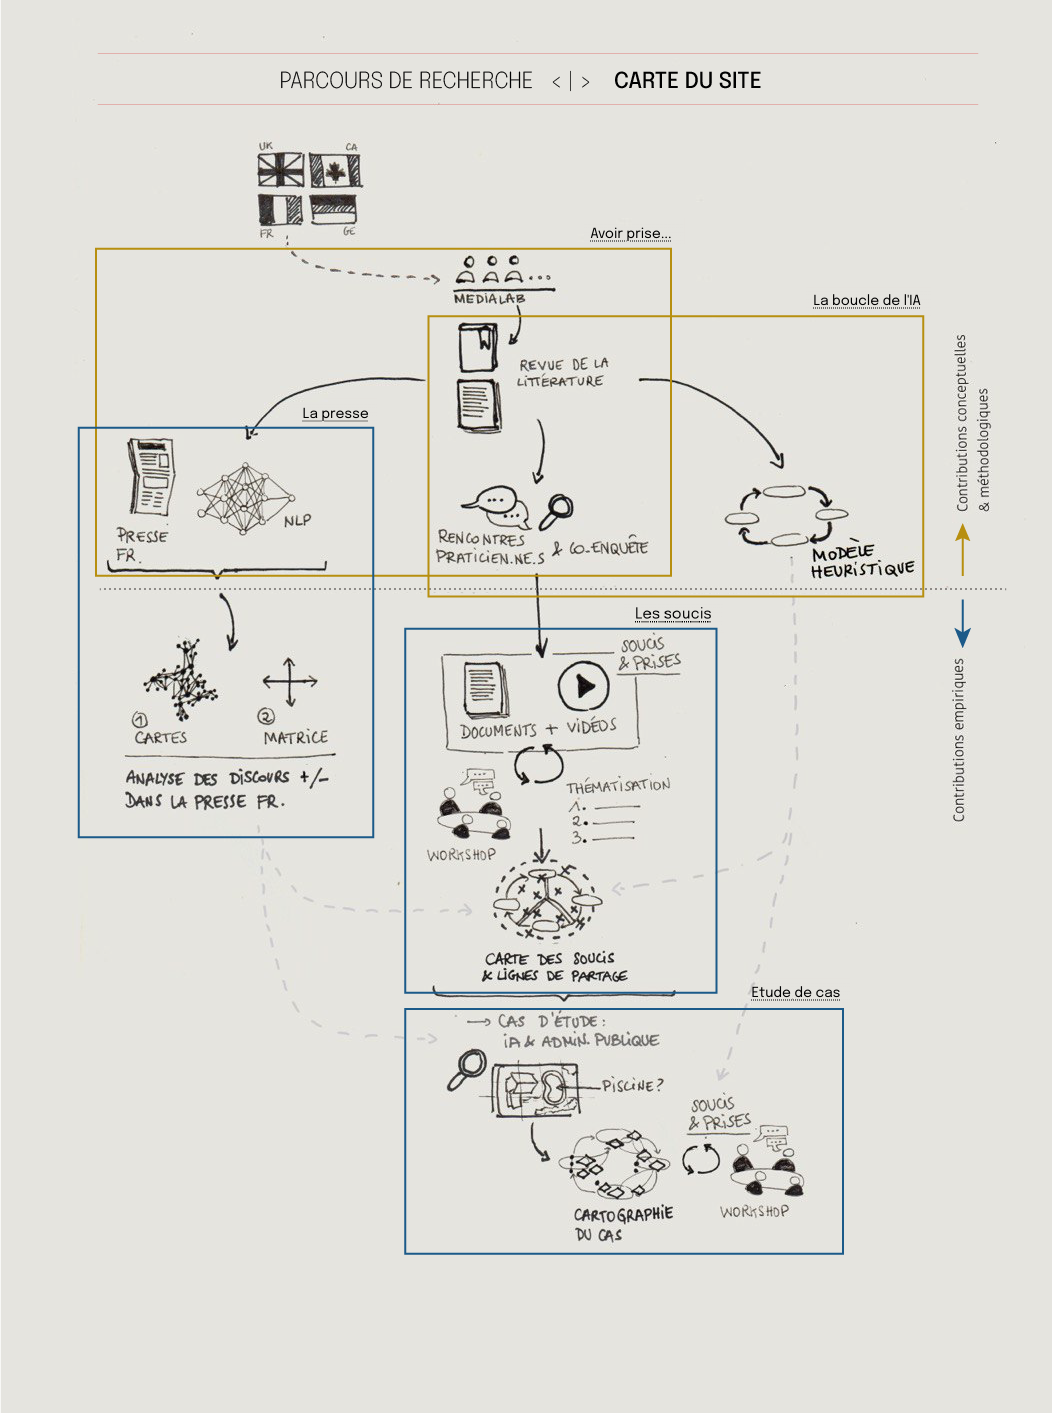 PARCOURS DE RECHERCHE < | > CARTE DU SITE
UK
CA
FR
GE
Avoir prise...
MEDIALAB
La boucle de l'IA
REVUE DE LA
LITTÉRATURE
Contributions conceptuelles
& méthodologiques
La presse
PRESSE
FR.
NLP
RENCONTRES
PRATICIEN.NE.S
& CO-ENQUÊTE
MODÈLE
HEURISTIQUE
Les soucis
SOUCIS
& PRISES
DOCUMENTS + VIDÉOS
Contributions empiriques
1
CARTES
2
MATRICE
ANALYSE DES DISCOURS +/-
DANS LA PRESSE FR.
THÉMATISATION
1.
2.
3.
WORKSHOP
CARTE DES SOUCIS
& LIGNES DE PARTAGE
Etude de cas
→ CAS D'ÉTUDE :
IA & ADMIN. PUBLIQUE
PISCINE ?
SOUCIS
& PRISES
CARTOGRAPHIE
DU CAS
WORKSHOP